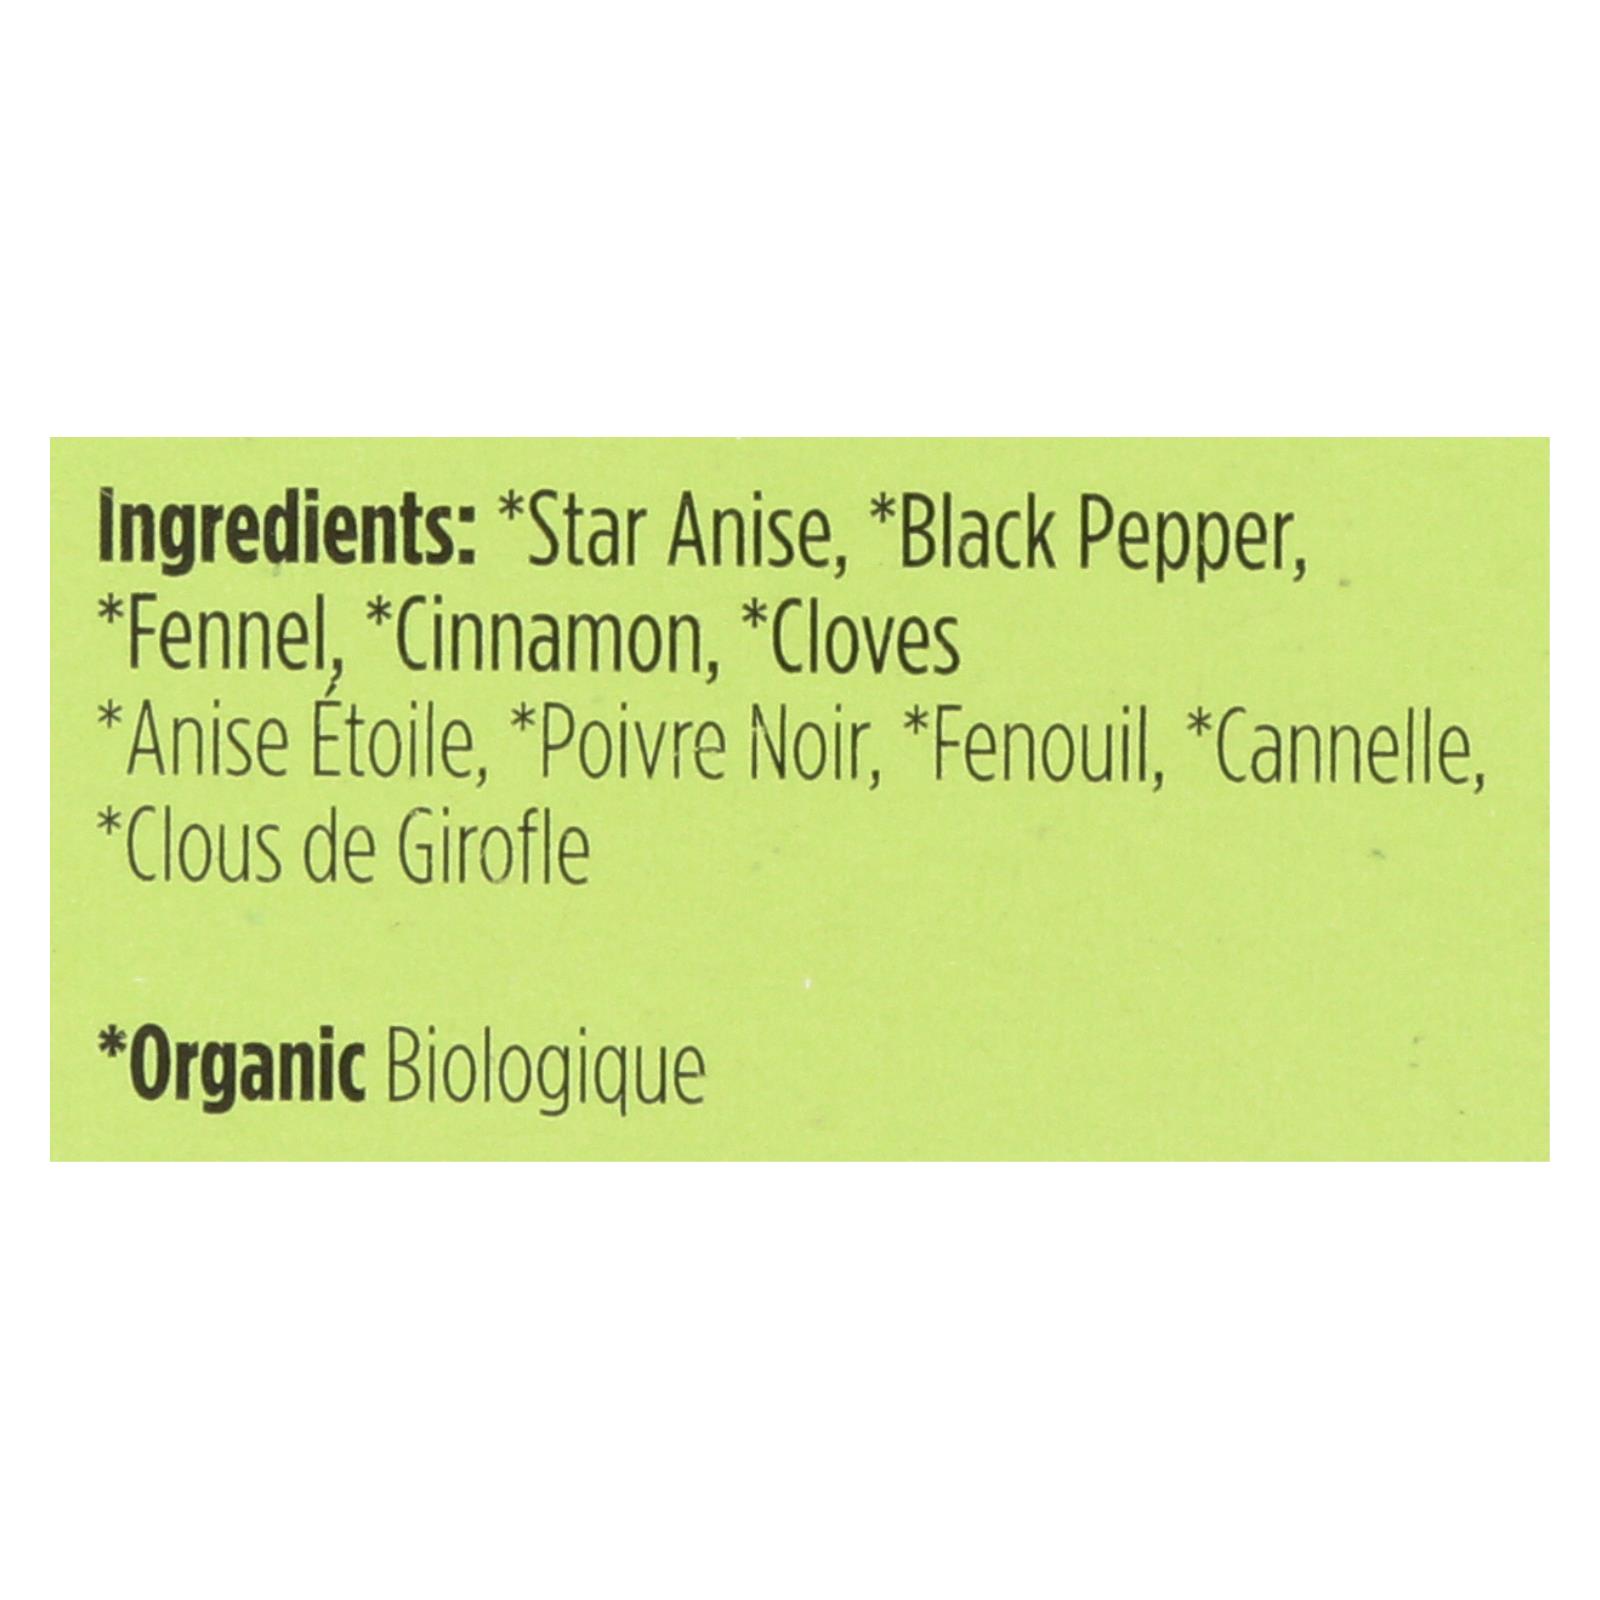 Ingredients: *Star Anise, *Black Pepper,
*Fennel, *Cinnamon, *Cloves
*Anise Étoile, *Poivre Noir, *Fenouil, *Cannelle,
*Clous de Girofle
*Organic Biologique